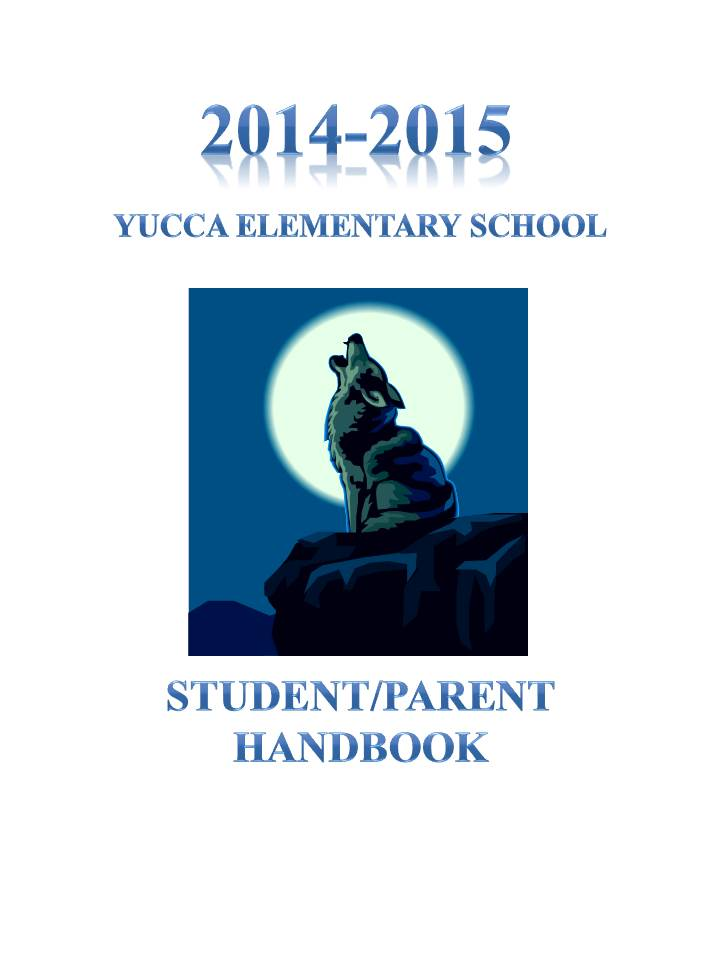 2014-2015
YUCCA ELEMENTARY SCHOOL
STUDENT/PARENT
HANDBOOK